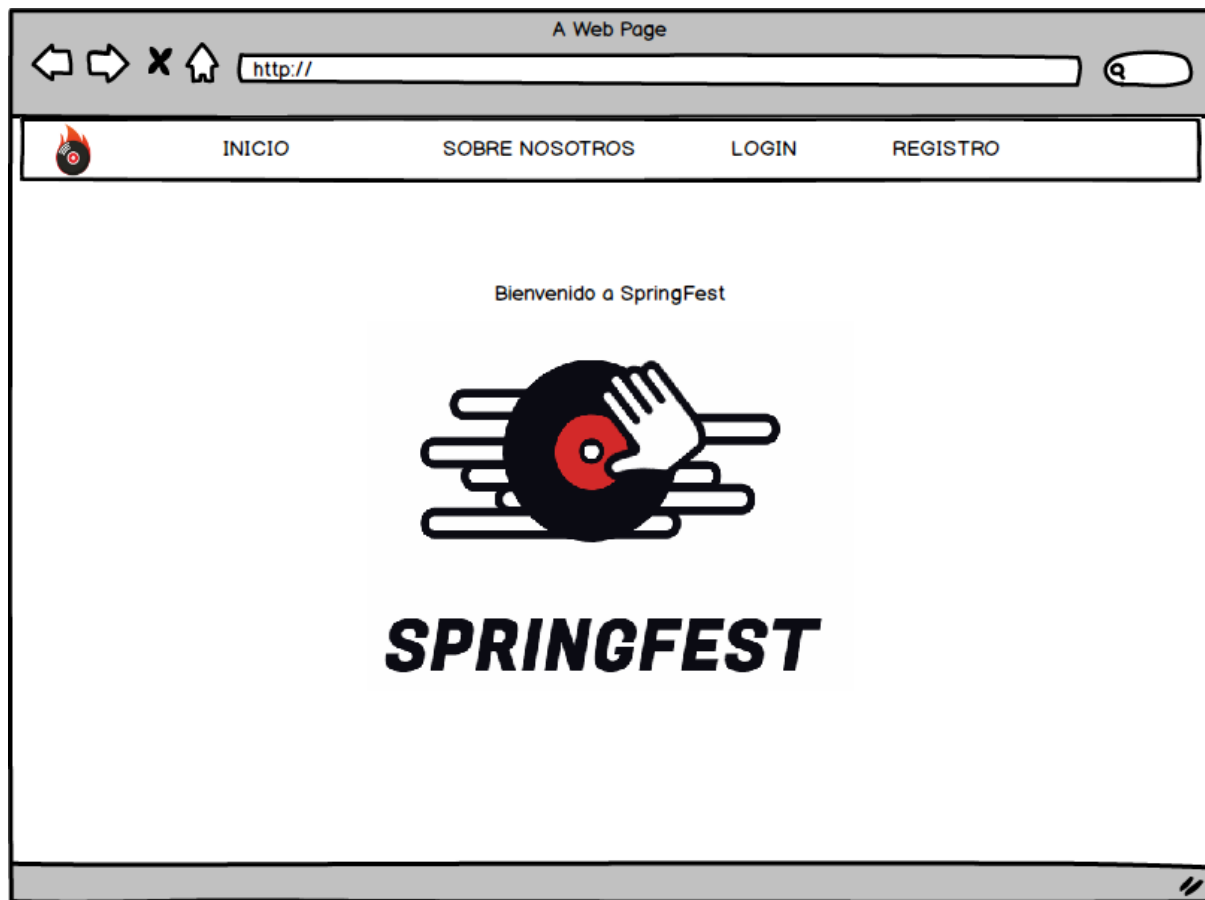 A Web Page
http://
INICIO SOBRE NOSOTROS LOGIN REGISTRO
Bienvenido a SpringFest
SPRINGFEST